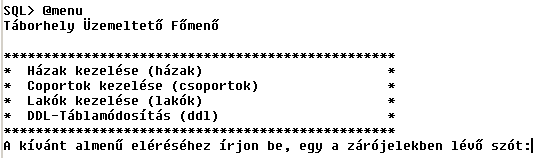 SQL> @menu
Táborhely Üzemeltető Főmenő
**************************************************
*  Házak kezelése (házak)                        *
*  Coportok kezelése (csoportok)                 *
*  Lakók kezelése (lakók)                        *
*  DDL-Táblamódosítás (ddl)                      *
**************************************************
A kívánt almenő eléréséhez írjon be, egy a zárójelekben lévő szót: